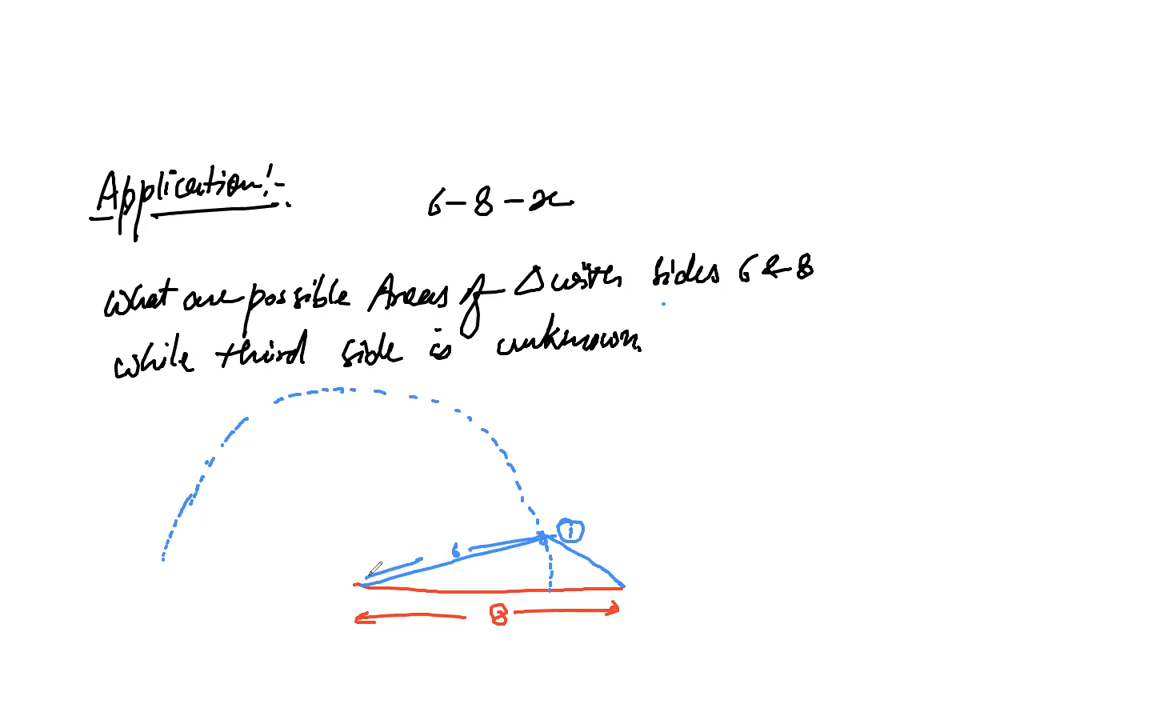 Application:-
6-8-x
What are possible Areas of Δ with sides 6 & 8
while third side is unknown.
1
6
8